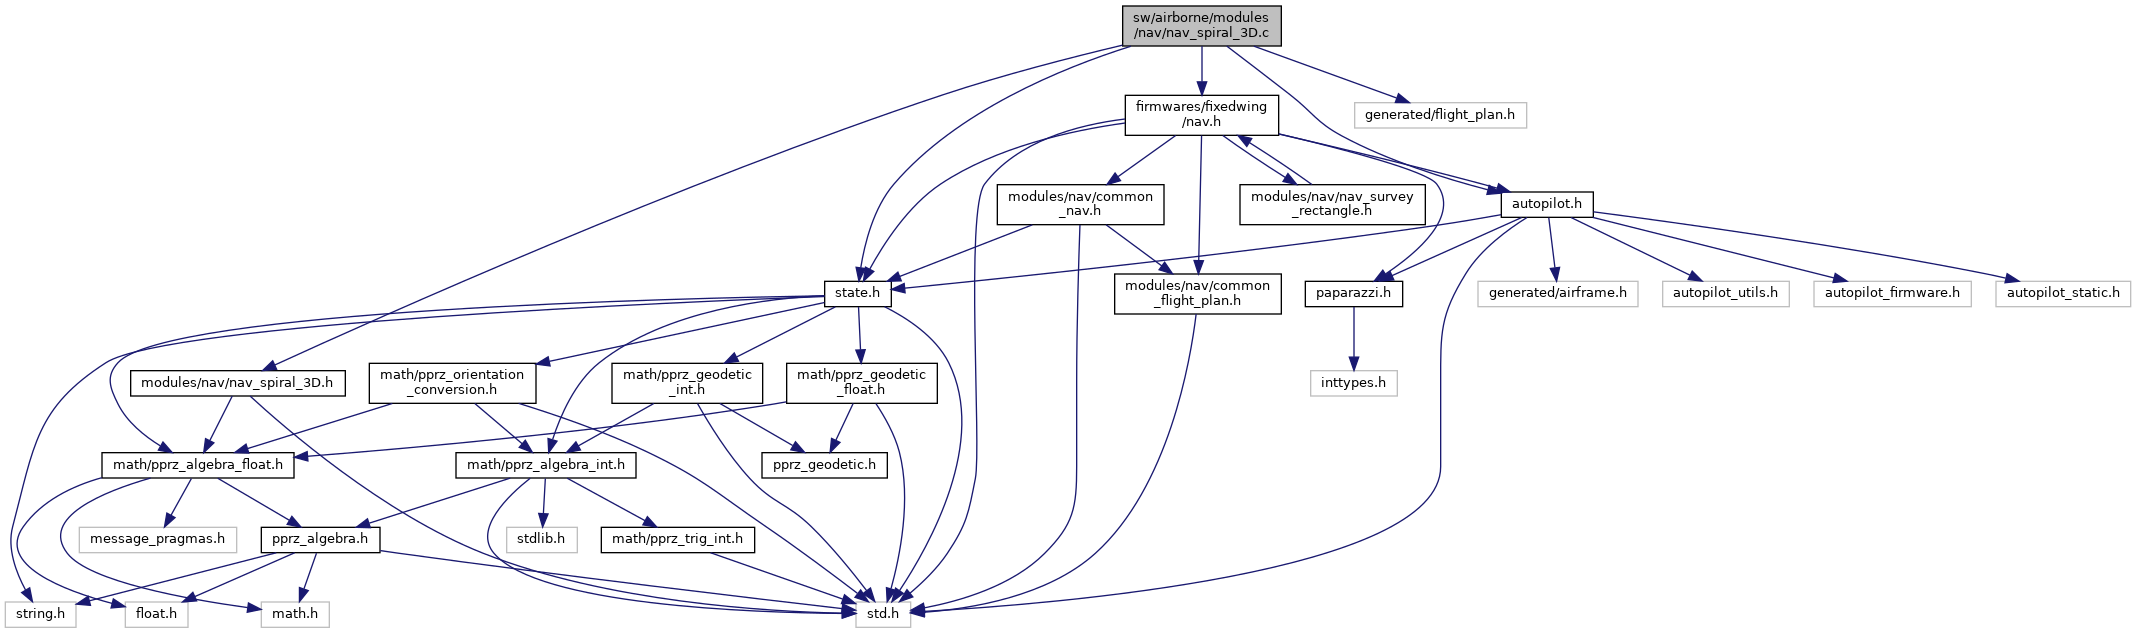 sw/airborne/modules
/nav/nav_spiral_3D.c
firmwares/fixedwing
/nav.h
generated/flight_plan.h
modules/nav/common
_nav.h
modules/nav/nav_survey
_rectangle.h
autopilot.h
state.h
modules/nav/common
_flight_plan.h
paparazzi.h
generated/airframe.h
autopilot_utils.h
autopilot_firmware.h
autopilot_static.h
modules/nav/nav_spiral_3D.h
math/pprz_orientation
_conversion.h
math/pprz_geodetic
_int.h
math/pprz_geodetic
_float.h
inttypes.h
math/pprz_algebra_float.h
math/pprz_algebra_int.h
pprz_geodetic.h
message_pragmas.h
pprz_algebra.h
stdlib.h
math/pprz_trig_int.h
string.h
float.h
math.h
std.h